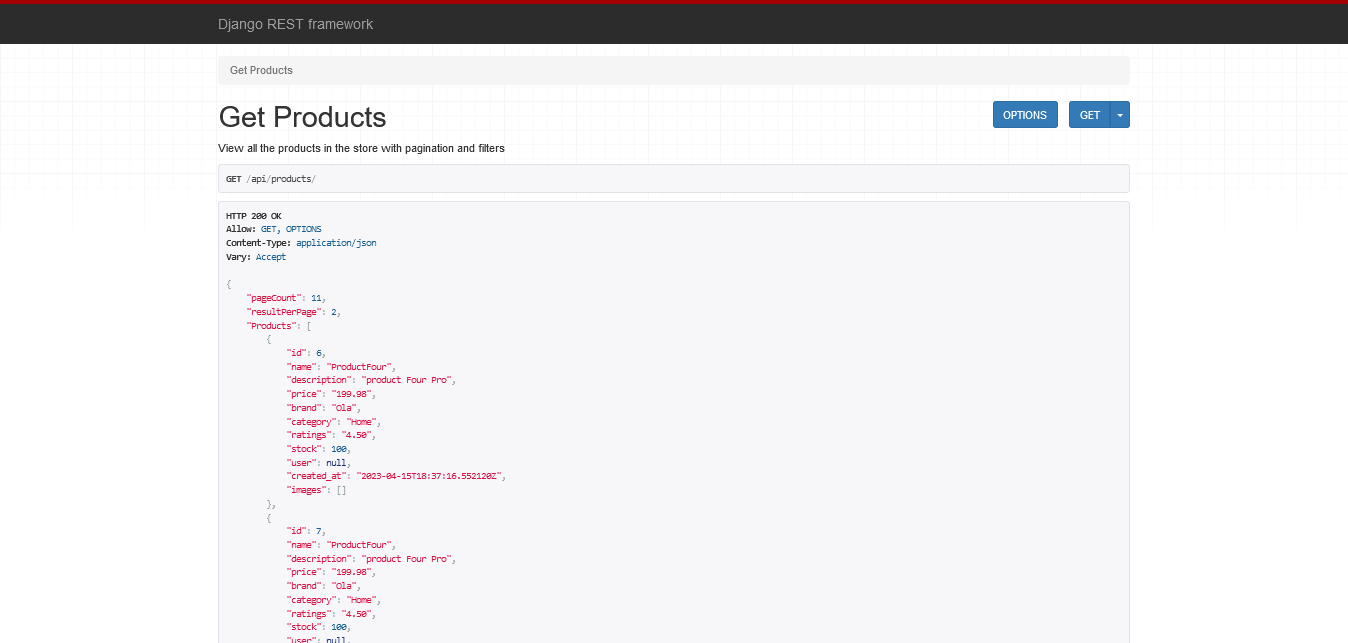 Django REST framework
Get Products
Get Products
OPTIONS
GET
View all the products in the store with pagination and filters
GET /api/products/
HTTP 200 OK
Allow: GET, OPTIONS
Content-Type: application/json
Vary: Accept
{
    "pageCount": 11,
    "resultPerPage": 2,
    "Products": [
        {
            "id": 6,
            "name": "ProductFour",
            "description": "product Four Pro",
            "price": "199.98",
            "brand": "Ola",
            "category": "Home",
            "ratings": "4.50",
            "stock": 100,
            "user": null,
            "created_at": "2023-04-15T18:37:16.552120Z",
            "images": []
        },
        {
            "id": 7,
            "name": "ProductFour",
            "description": "product Four Pro",
            "price": "199.98",
            "brand": "Ola",
            "category": "Home",
            "ratings": "4.50",
            "stock": 100,
            "user": null,